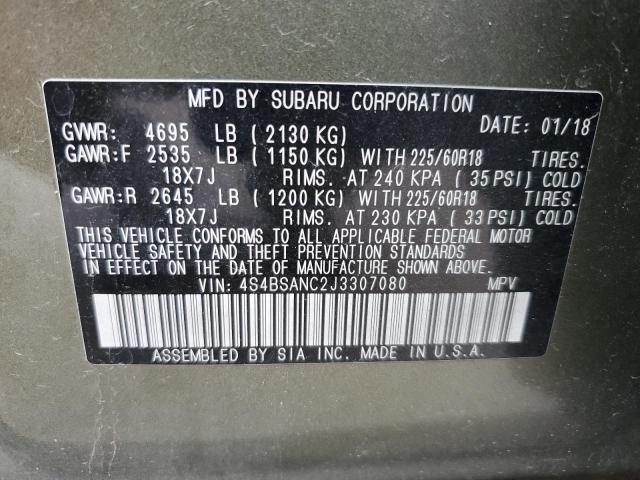 MFD BY SUBARU CORPORATION
GVWR: 4695 LB ( 2130 KG) DATE: 01/18
GAWR:F 2535 LB ( 1150 KG) WITH 225/60R18 TIRES.
18X7J RIMS. AT 240 KPA ( 35 PSI) COLD
GAWR:R 2645 LB ( 1200 KG) WITH 225/60R18 TIRES.
18X7J RIMS. AT 230 KPA ( 33 PSI) COLD
THIS VEHICLE CONFORMS TO ALL APPLICABLE FEDERAL MOTOR
VEHICLE SAFETY AND THEFT PREVENTION STANDARDS
IN EFFECT ON THE DATE OF MANUFACTURE SHOWN ABOVE.
VIN: 4S4BSANC2J3307080 MPV
ASSEMBLED BY SIA INC. MADE IN U.S.A.